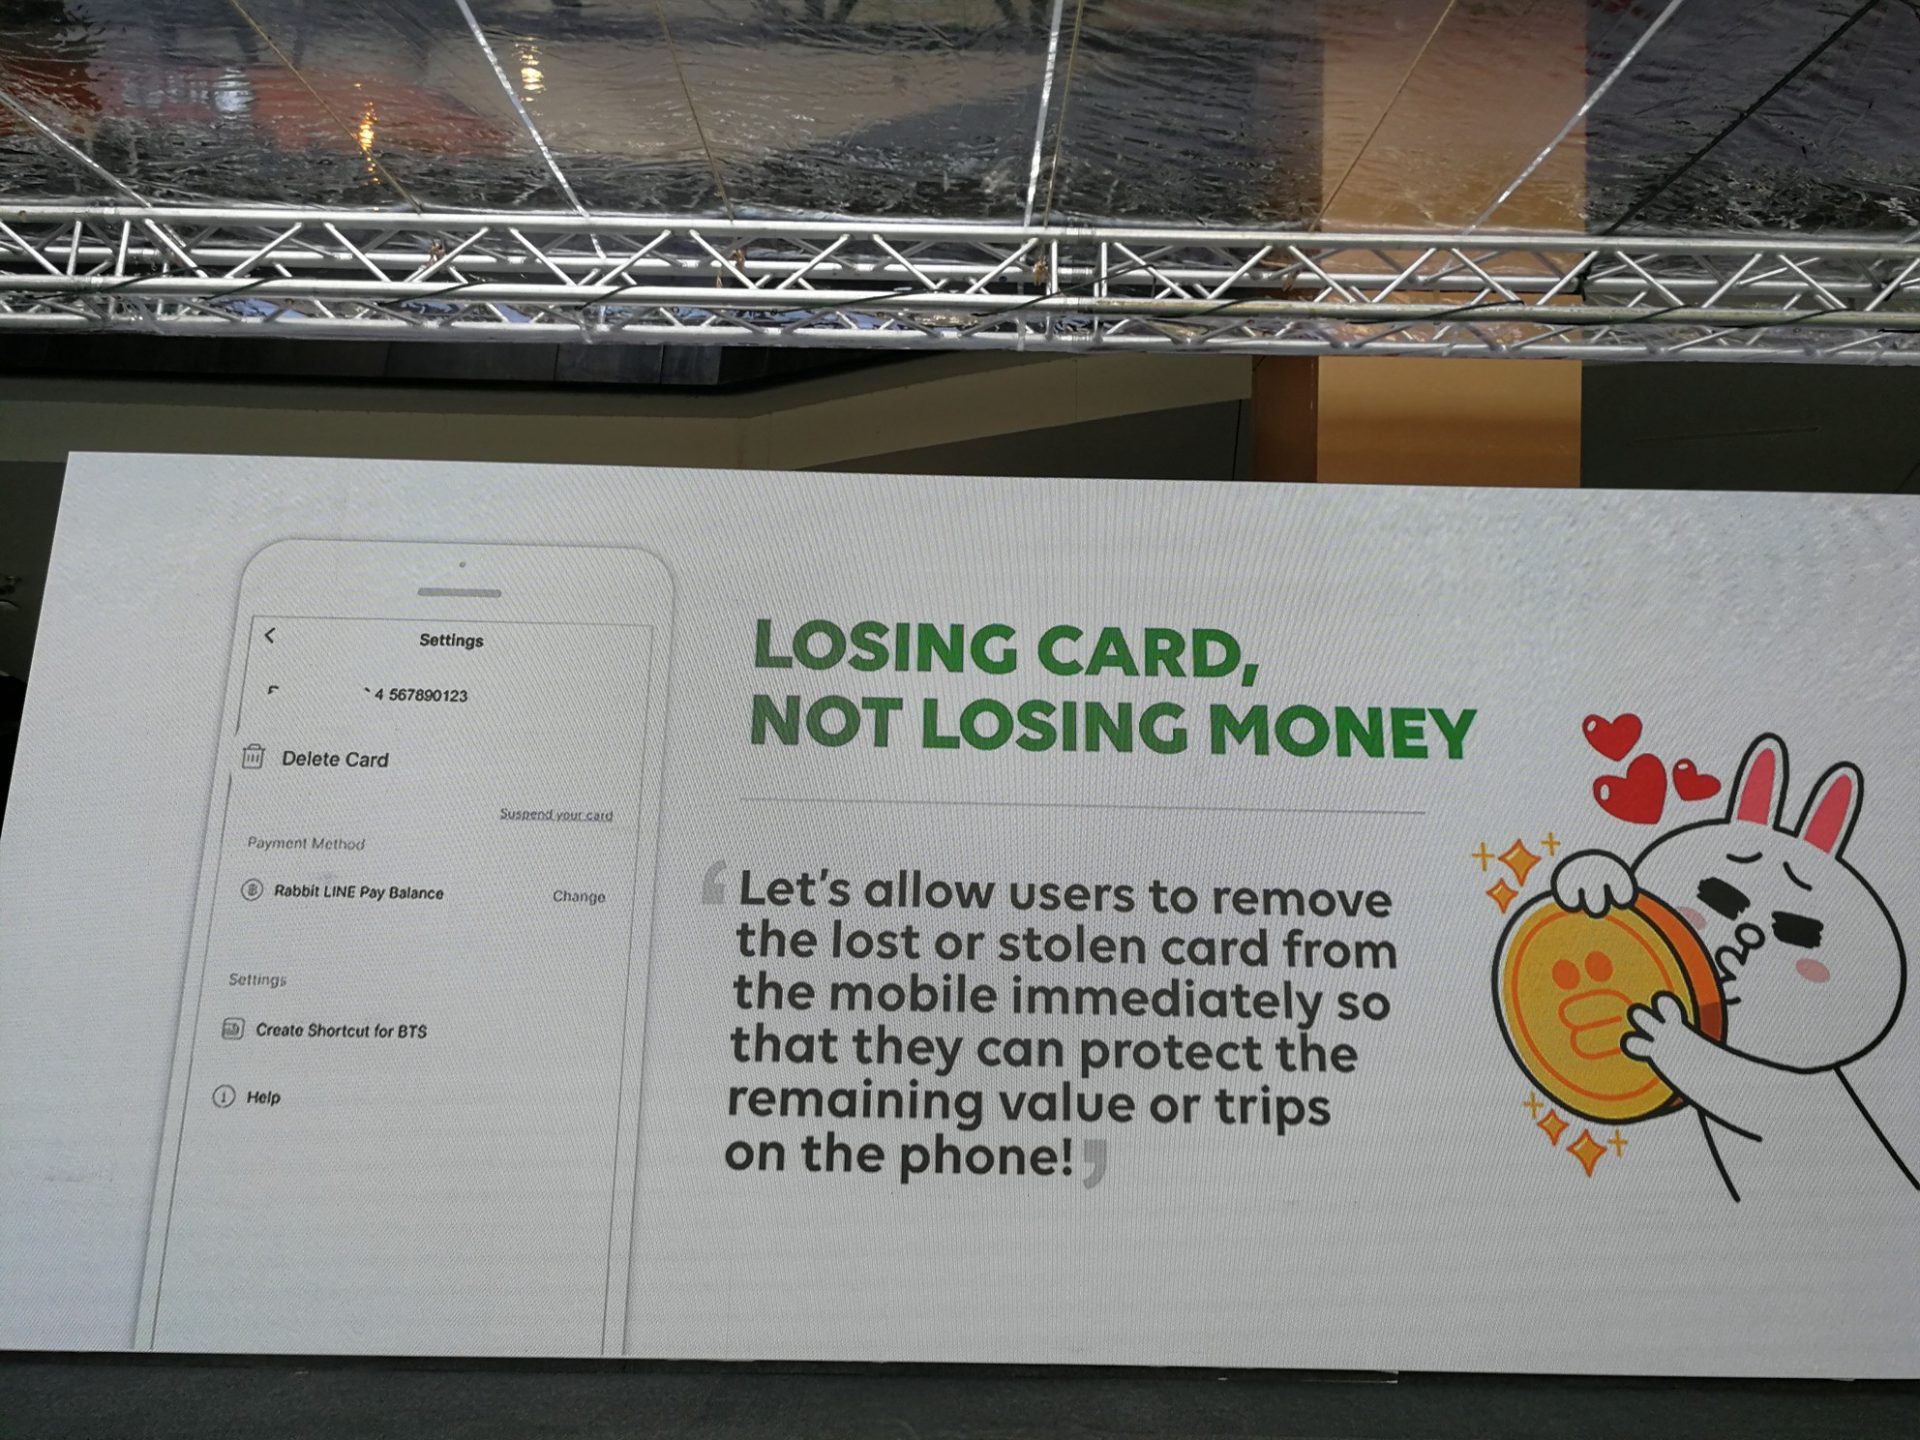 Settings
4 567890123
Delete Card
Suspend your card
Payment Method
Rabbit LINE Pay Balance Change
Settings
Create Shortcut for BTS
Help
LOSING CARD,
NOT LOSING MONEY
‘Let's allow users to remove
the lost or stolen card from
the mobile immediately so
that they can protect the
remaining value or trips
on the phone!’